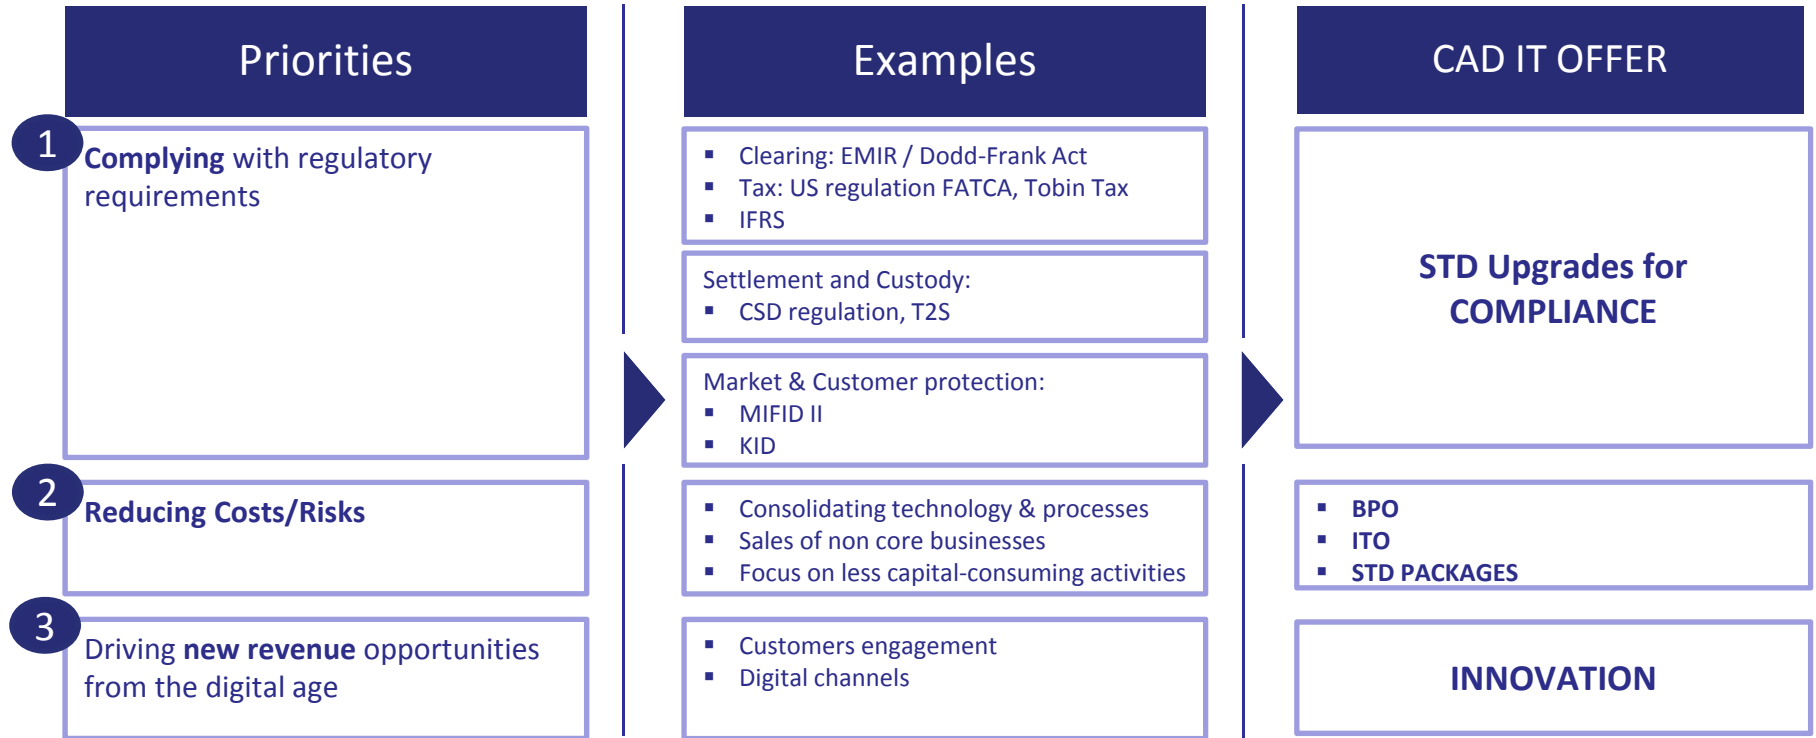 Priorities
Examples
CAD IT OFFER
1
Complying with regulatory
requirements
▪ Clearing: EMIR / Dodd-Frank Act
▪ Tax: US regulation FATCA, Tobin Tax
▪ IFRS
Settlement and Custody:
▪ CSD regulation, T2S
Market & Customer protection:
▪ MIFID II
▪ KID
STD Upgrades for
COMPLIANCE
2
Reducing Costs/Risks
▪ Consolidating technology & processes
▪ Sales of non core businesses
▪ Focus on less capital-consuming activities
▪ BPO
▪ ITO
▪ STD PACKAGES
3
Driving new revenue opportunities
from the digital age
▪ Customers engagement
▪ Digital channels
INNOVATION